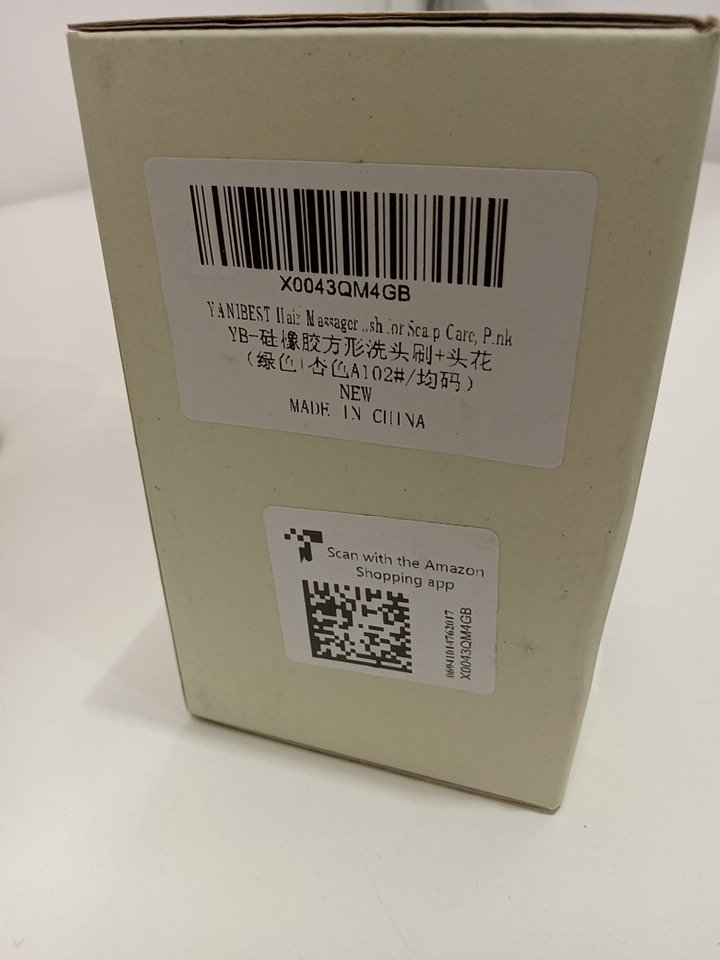 X0043QM4GB
YANIBEST Hair Massager for Scalp Care,
YB-硅橡胶方形洗头刷+头花
(绿色+杏色A102#/均码)
NEW
MADE IN CHINA
Scan with the Amazon
Shopping app
06941014762017
X0043QM4GB